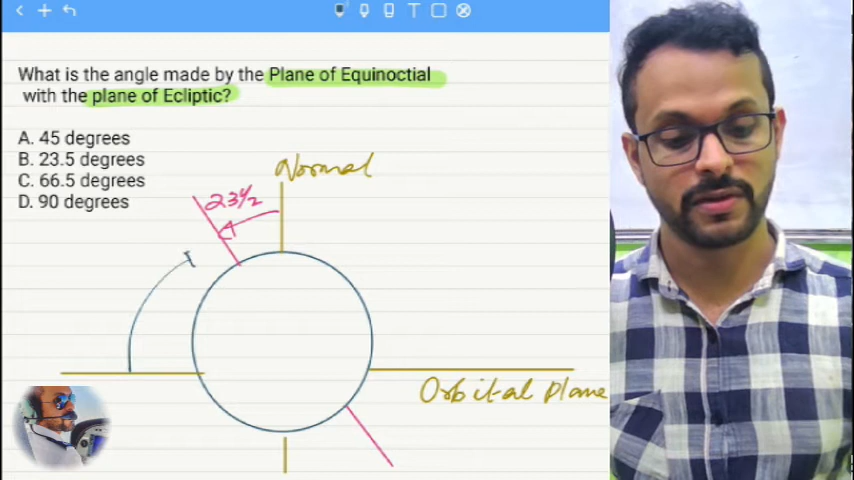 What is the angle made by the Plane of Equinoctial
with the plane of Ecliptic?
A. 45 degrees
B. 23.5 degrees
C. 66.5 degrees
D. 90 degrees
Normal
23½
Orbital plane